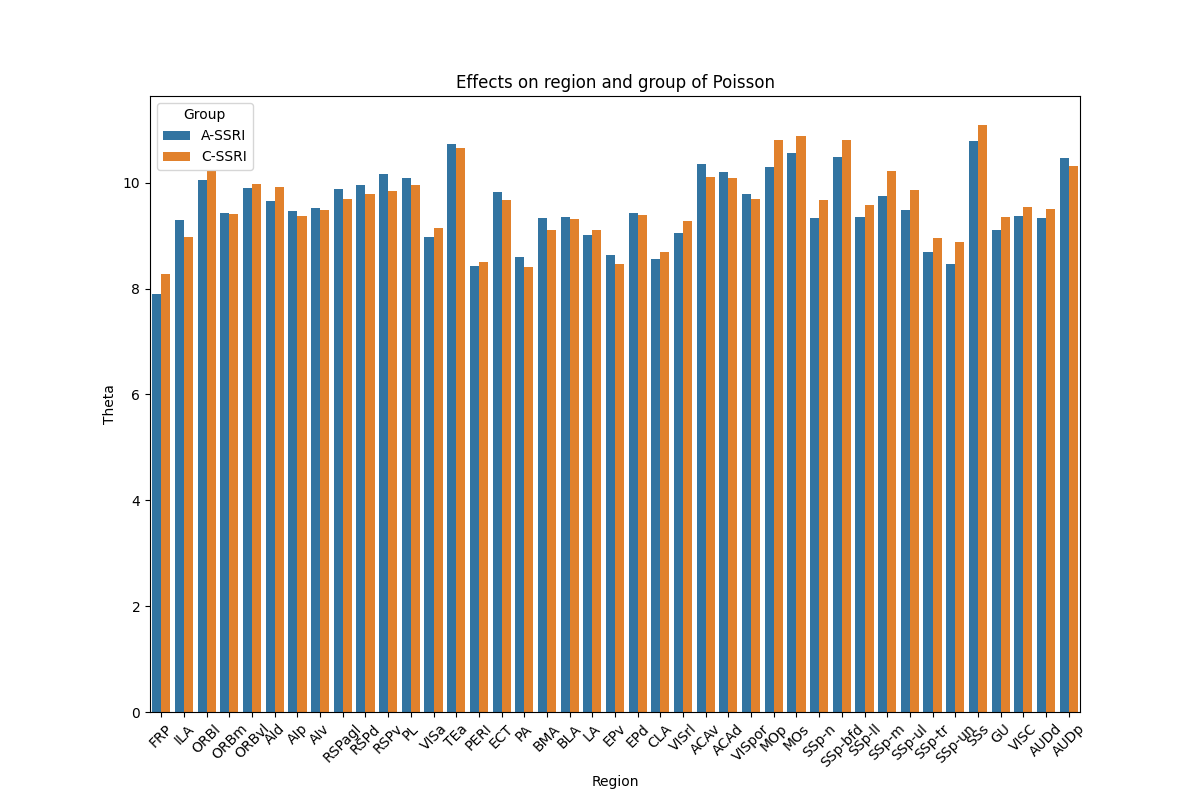 Effects on region and group of Poisson
Group
A-SSRI
C-SSRI
Theta
10
8
6
4
2
0
FRP ILA ORBl ORBm ORBvl AId AIp AIv RSPagl RSPd RSPv PL VISa TEa PERI ECT PA BMA BLA LA EPv EPd CLA VISrl ACAv ACAd VISpor MOp MOs SSp-n SSp-bfd SSp-ll SSp-m SSp-ul SSp-tr SSp-un SSs GU VISC AUDd AUDp
Region